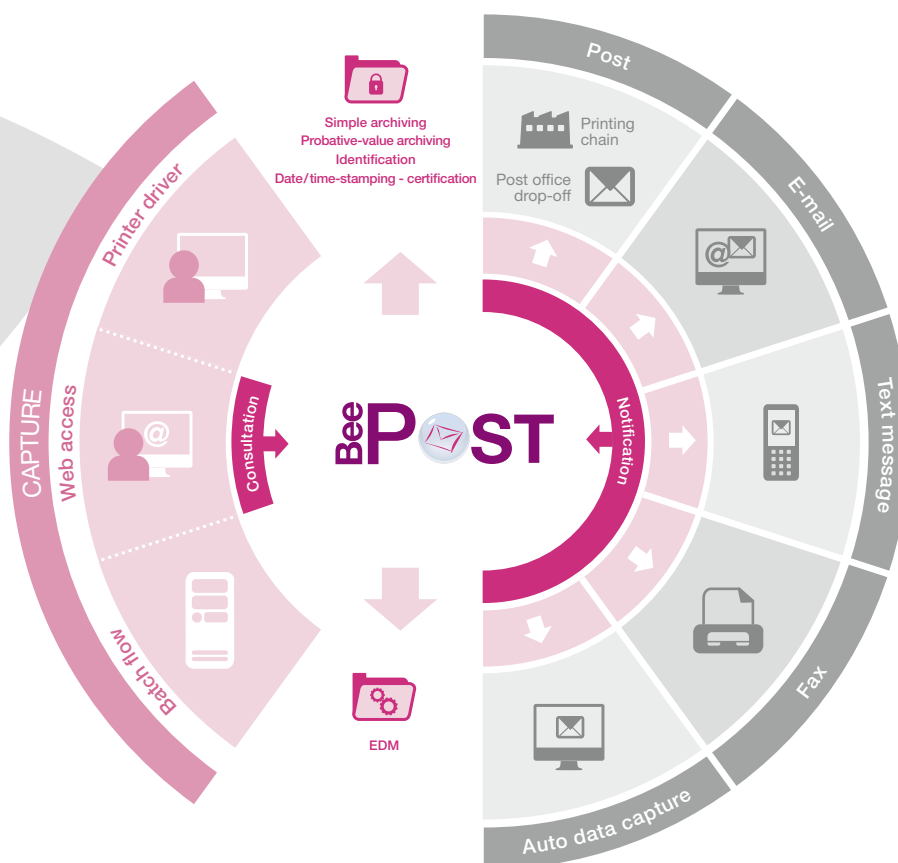 CAPTURE
Printer driver
Web access
Batch flow
Consultation
Simple archiving
Probative-value archiving
Identification
Date/time-stamping - certification
Bee POST
EDM
Notification
Post
Printing
chain
Post office
drop-off
E-mail
@
Text message
Fax
Auto data capture
@